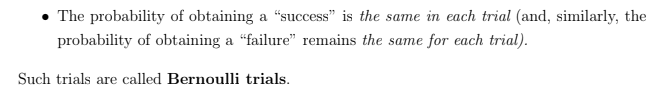 • The probability of obtaining a “success” is the same in each trial (and, similarly, the
probability of obtaining a “failure” remains the same for each trial).
Such trials are called Bernoulli trials.